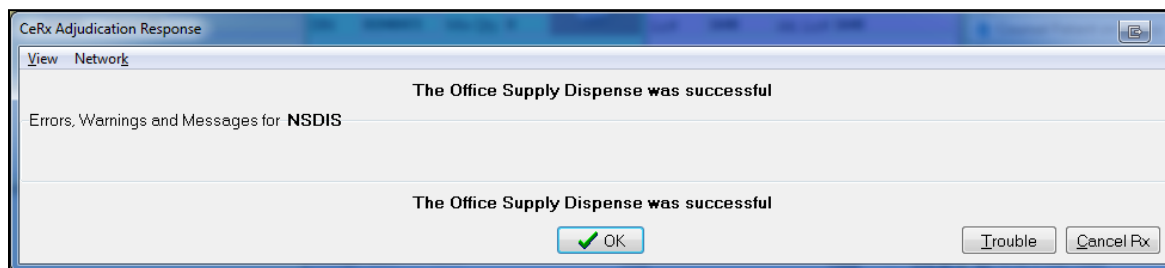 CeRx Adjudication Response
View Network
The Office Supply Dispense was successful
Errors, Warnings and Messages for NSDIS
The Office Supply Dispense was successful
OK
Trouble
Cancel Rx